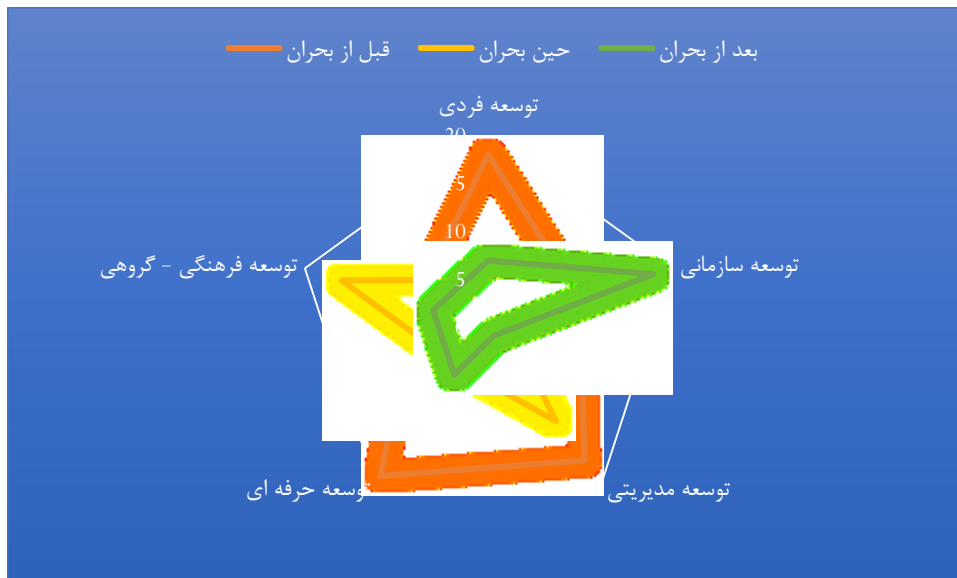 قبل از بحران
حین بحران
بعد از بحران
توسعه فردی
20
5
10
5
توسعه سازمانی
توسعه فرهنگی - گروهی
توسعه مدیریتی
توسعه حرفه ای